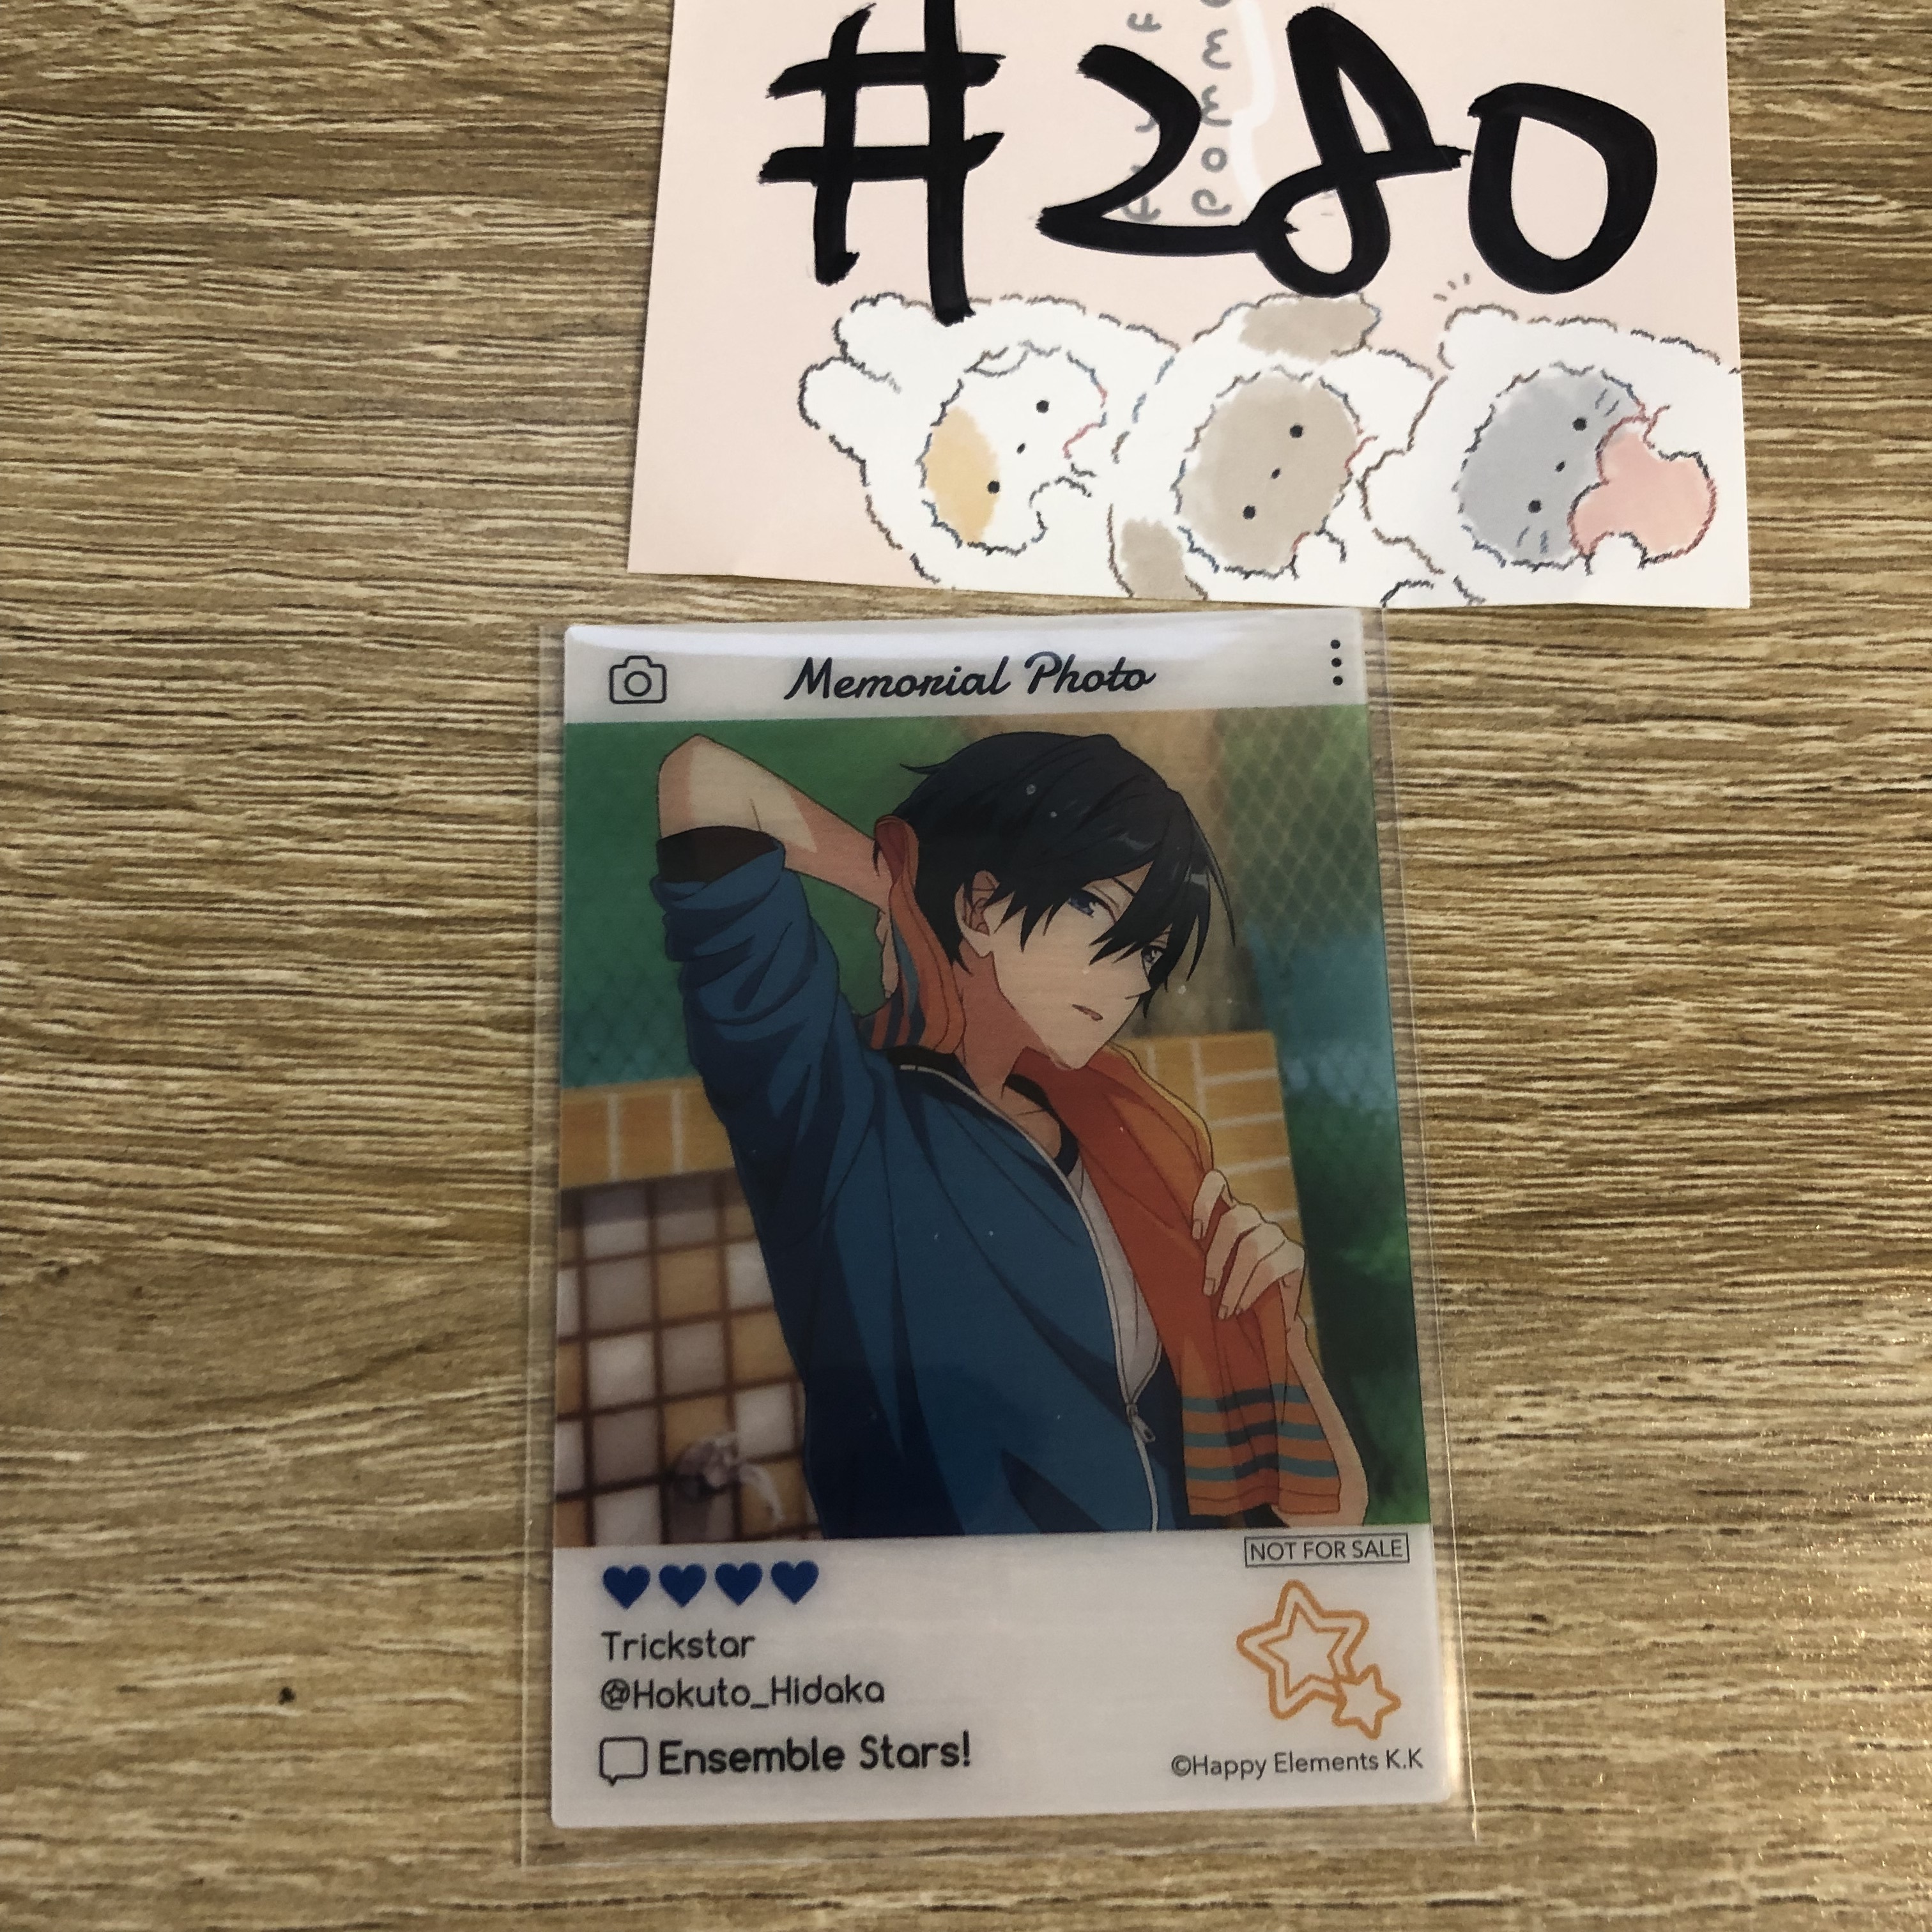 #280
Memorial Photo
NOT FOR SALE
Trickstar
@Hokuto_Hidaka
Ensemble Stars!
©Happy Elements K.K